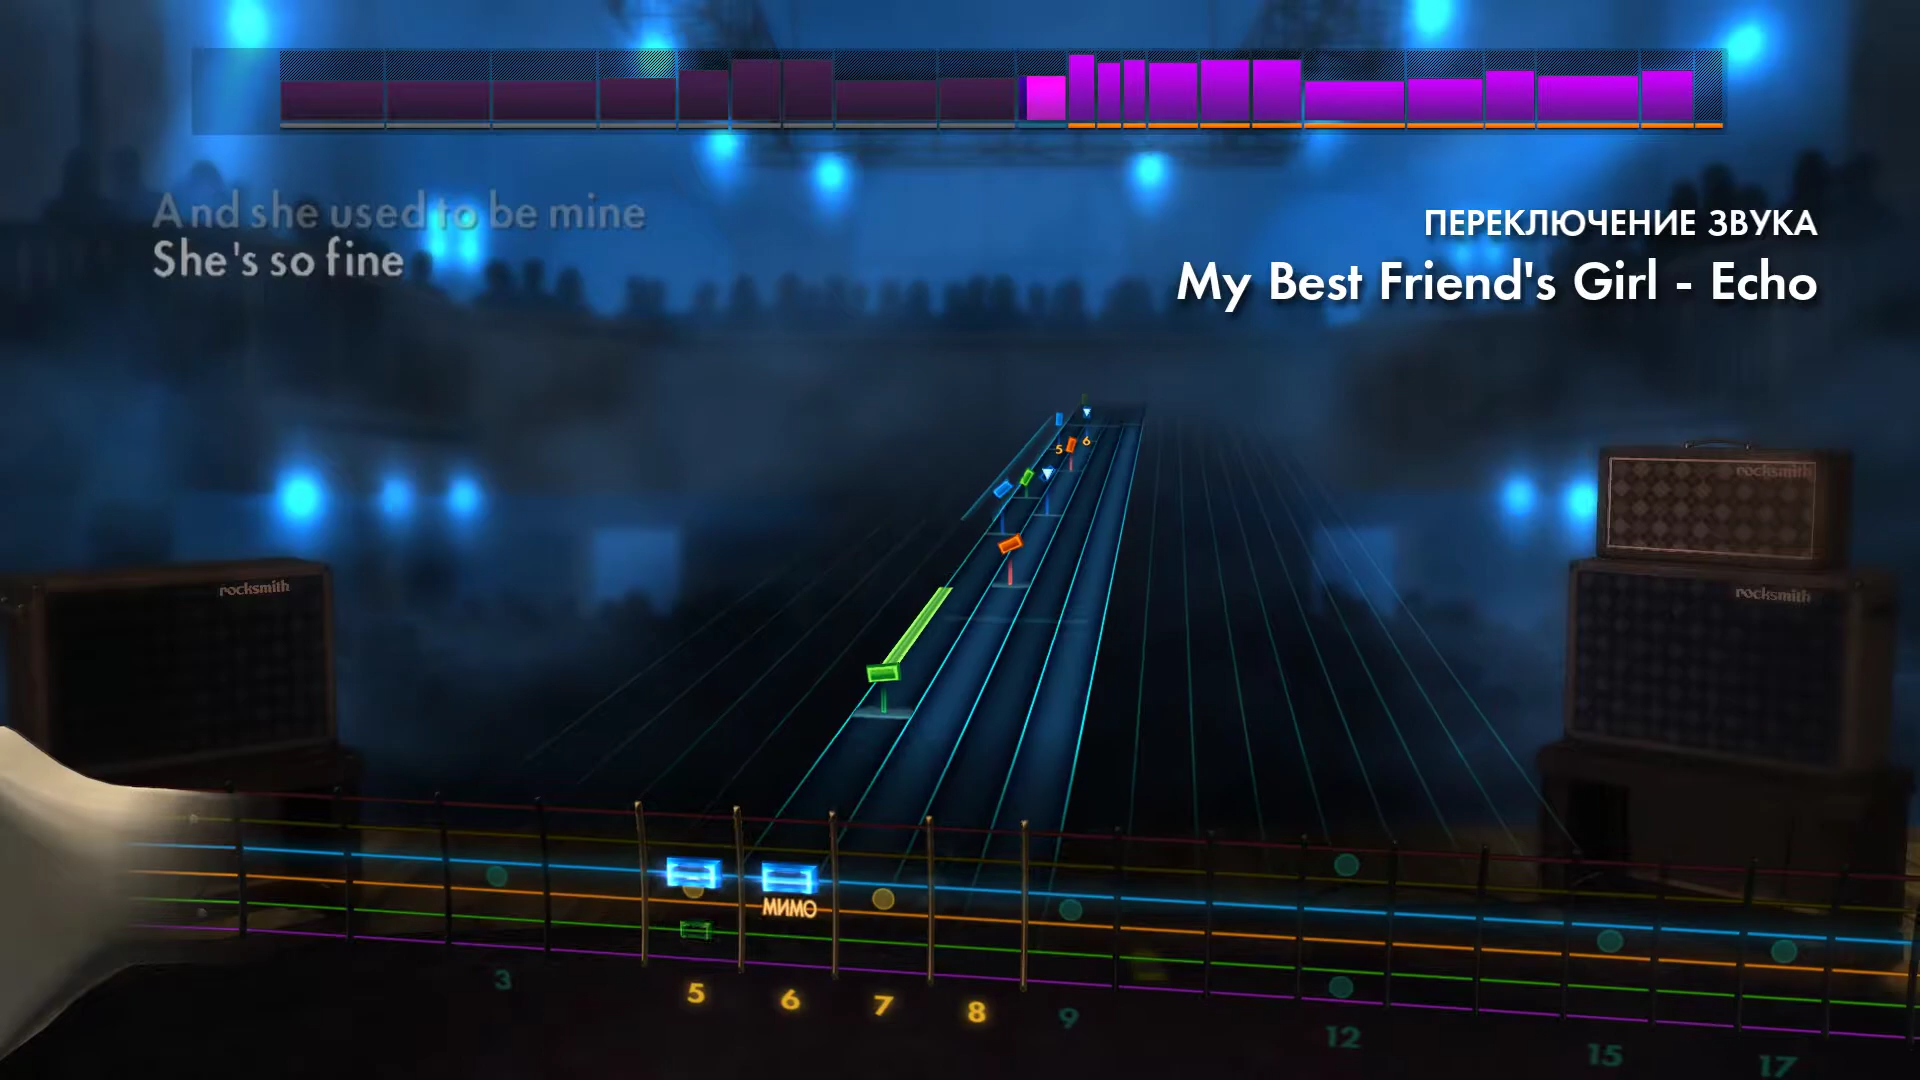 And she used to be mine
She's so fine
ПЕРЕКЛЮЧЕНИЕ ЗВУКА
My Best Friend's Girl - Echo
6
5
rocksmith
rocksmith
rocksmith
МИМО
3
5
6
7
8
9
12
15
17